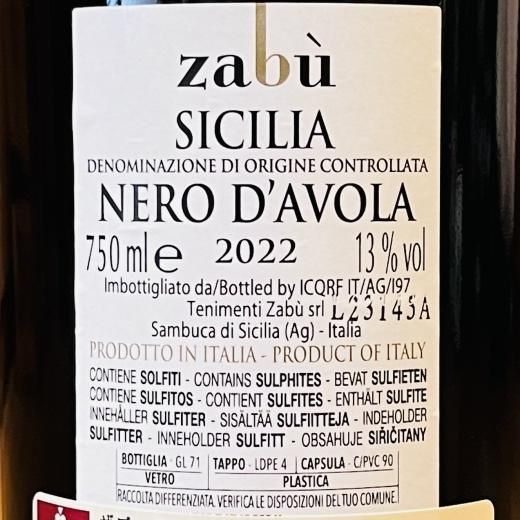 zabù
SICILIA
DENOMINAZIONE DI ORIGINE CONTROLLATA
NERO D'AVOLA
750 ml e 2022 13 % vol
Imbottigliato da/Bottled by ICQRF IT/AG/I97
Tenimenti Zabù srl L23145A
Sambuca di Sicilia (Ag) - Italia
PRODOTTO IN ITALIA - PRODUCT OF ITALY
CONTIENE SOLFITI - CONTAINS SULPHITES - BEVAT SULFIETEN
CONTIENE SULFITOS - CONTIENT SULFITES - ENTHÄLT SULFITE
INNEHÅLLER SULFITER - SISÄLTÄÄ SULFIITTEJA - INDEHOLDER
SULFITTER - INNEHOLDER SULFITT - OBSAHUJE SIŘIČITANY
BOTTIGLIA - GL 71 TAPPO - LDPE 4 CAPSULA - C/PVC 90
VETRO PLASTICA
RACCOLTA DIFFERENZIATA. VERIFICA LE DISPOSIZIONI DEL TUO COMUNE.